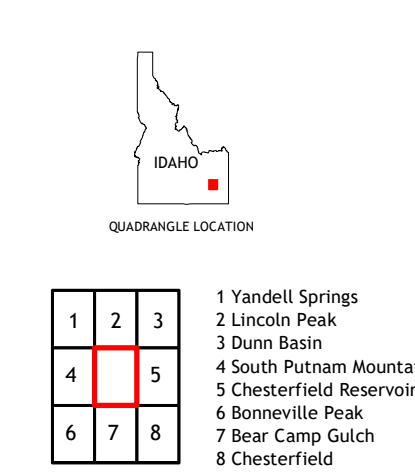 IDAHO
QUADRANGLE LOCATION
1 2 3
4 5
6 7 8
1 Yandell Springs
2 Lincoln Peak
3 Dunn Basin
4 South Putnam Mountai
5 Chesterfield Reservoir
6 Bonneville Peak
7 Bear Camp Gulch
8 Chesterfield